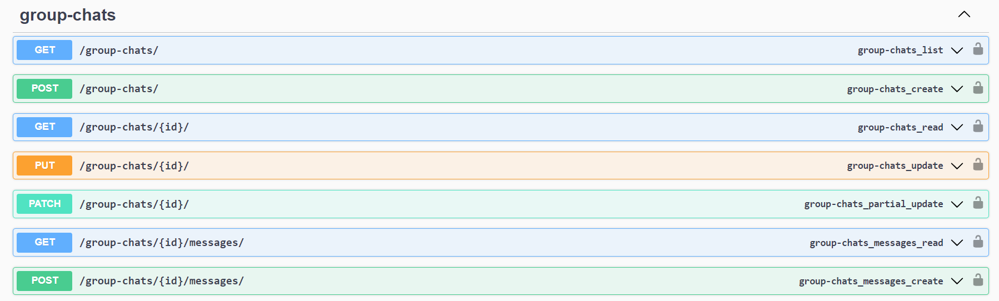 group-chats
GET /group-chats/ group-chats_list
POST /group-chats/ group-chats_create
GET /group-chats/{id}/ group-chats_read
PUT /group-chats/{id}/ group-chats_update
PATCH /group-chats/{id}/ group-chats_partial_update
GET /group-chats/{id}/messages/ group-chats_messages_read
POST /group-chats/{id}/messages/ group-chats_messages_create